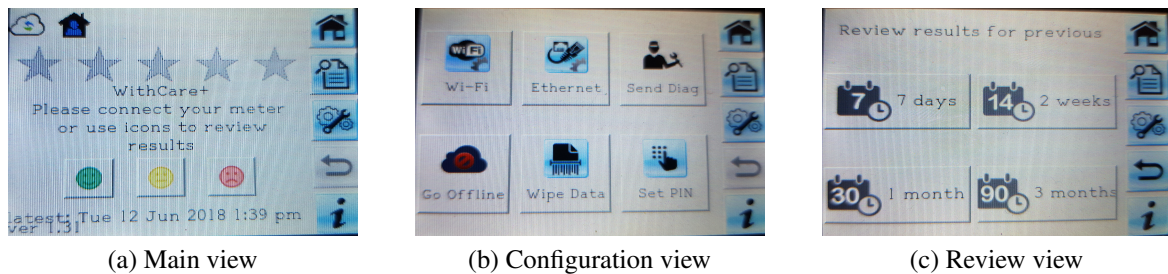 WithCare+
Please connect your meter
or use icons to review
results
latest: Tue 12 Jun 2018 1:39 pm
ver 1.31
(a) Main view
WiFi
Wi-Fi
Ethernet
Send Diag
Go Offline
Wipe Data
Set PIN
i
(b) Configuration view
Review results for previous
7
7 days
14
2 weeks
30
1 month
90
3 months
i
(c) Review view